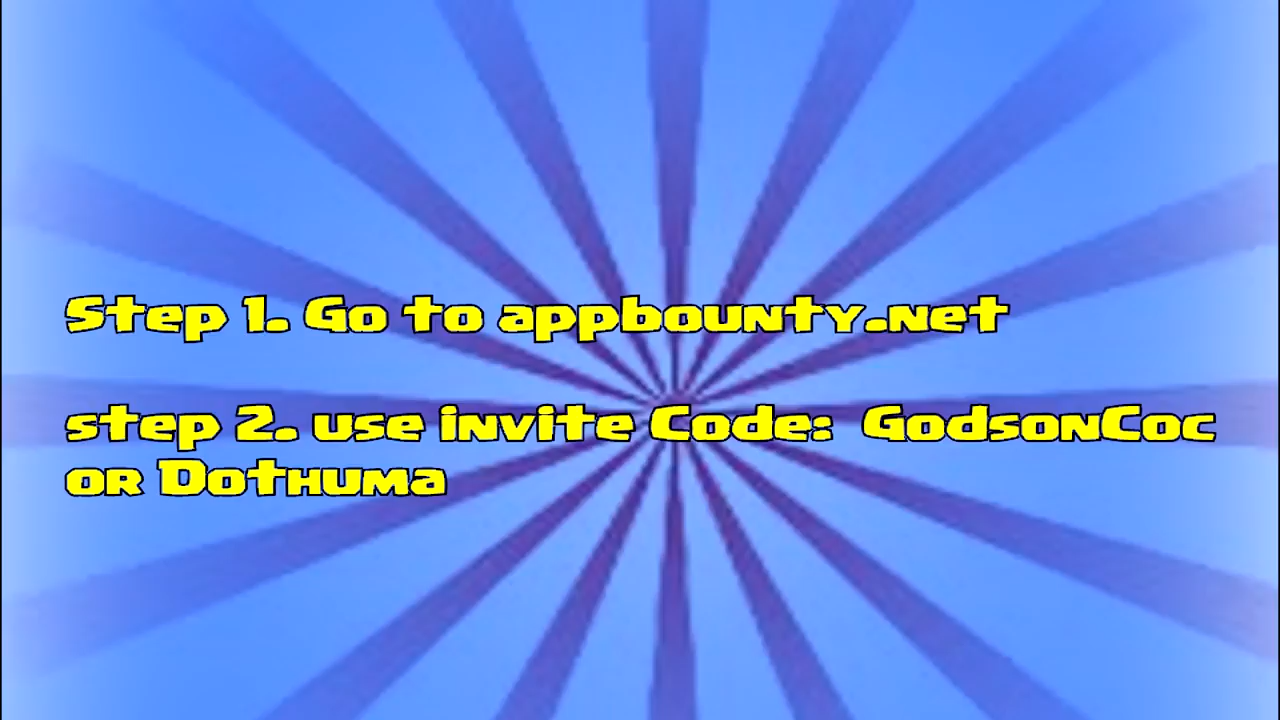 Step 1. Go to appbounty.net
step 2. use invite Code: GodsonCoc
or Dothuma